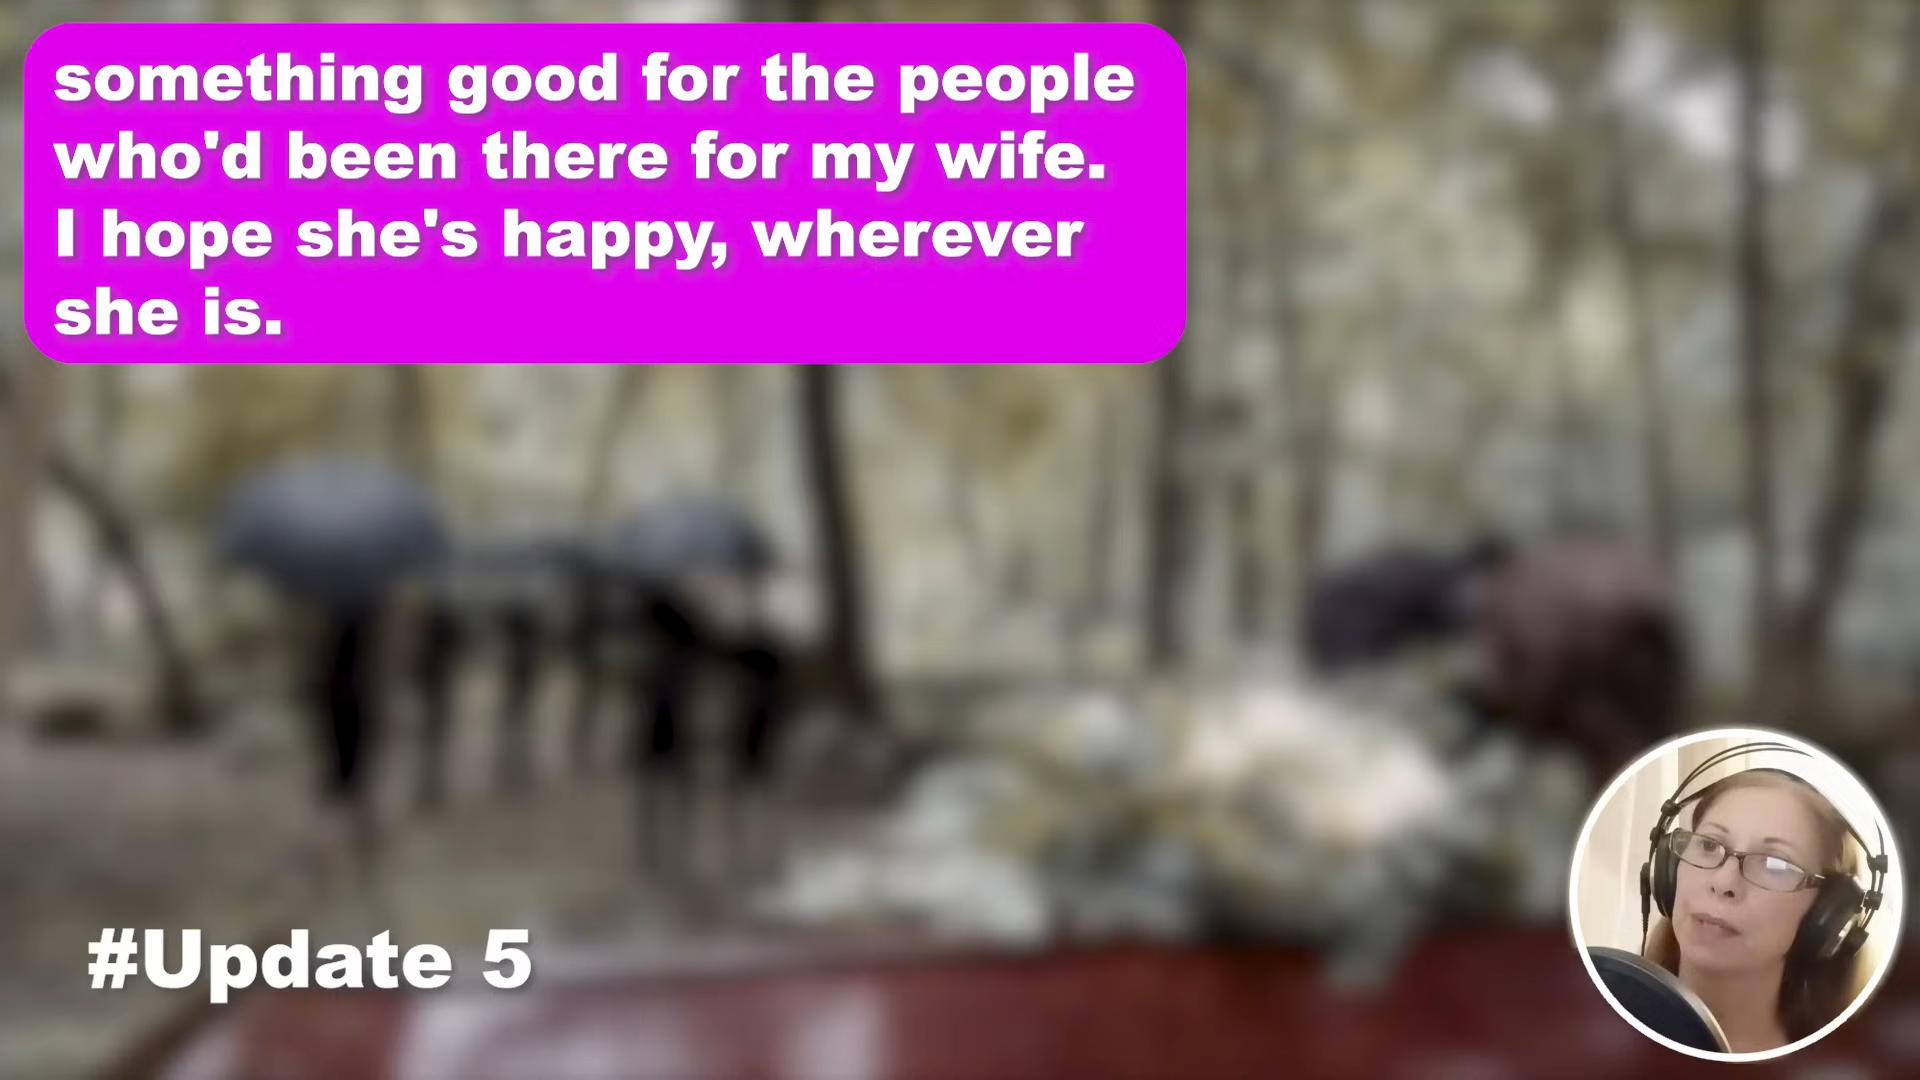 something good for the people
who'd been there for my wife.
I hope she's happy, wherever
she is.
#Update 5